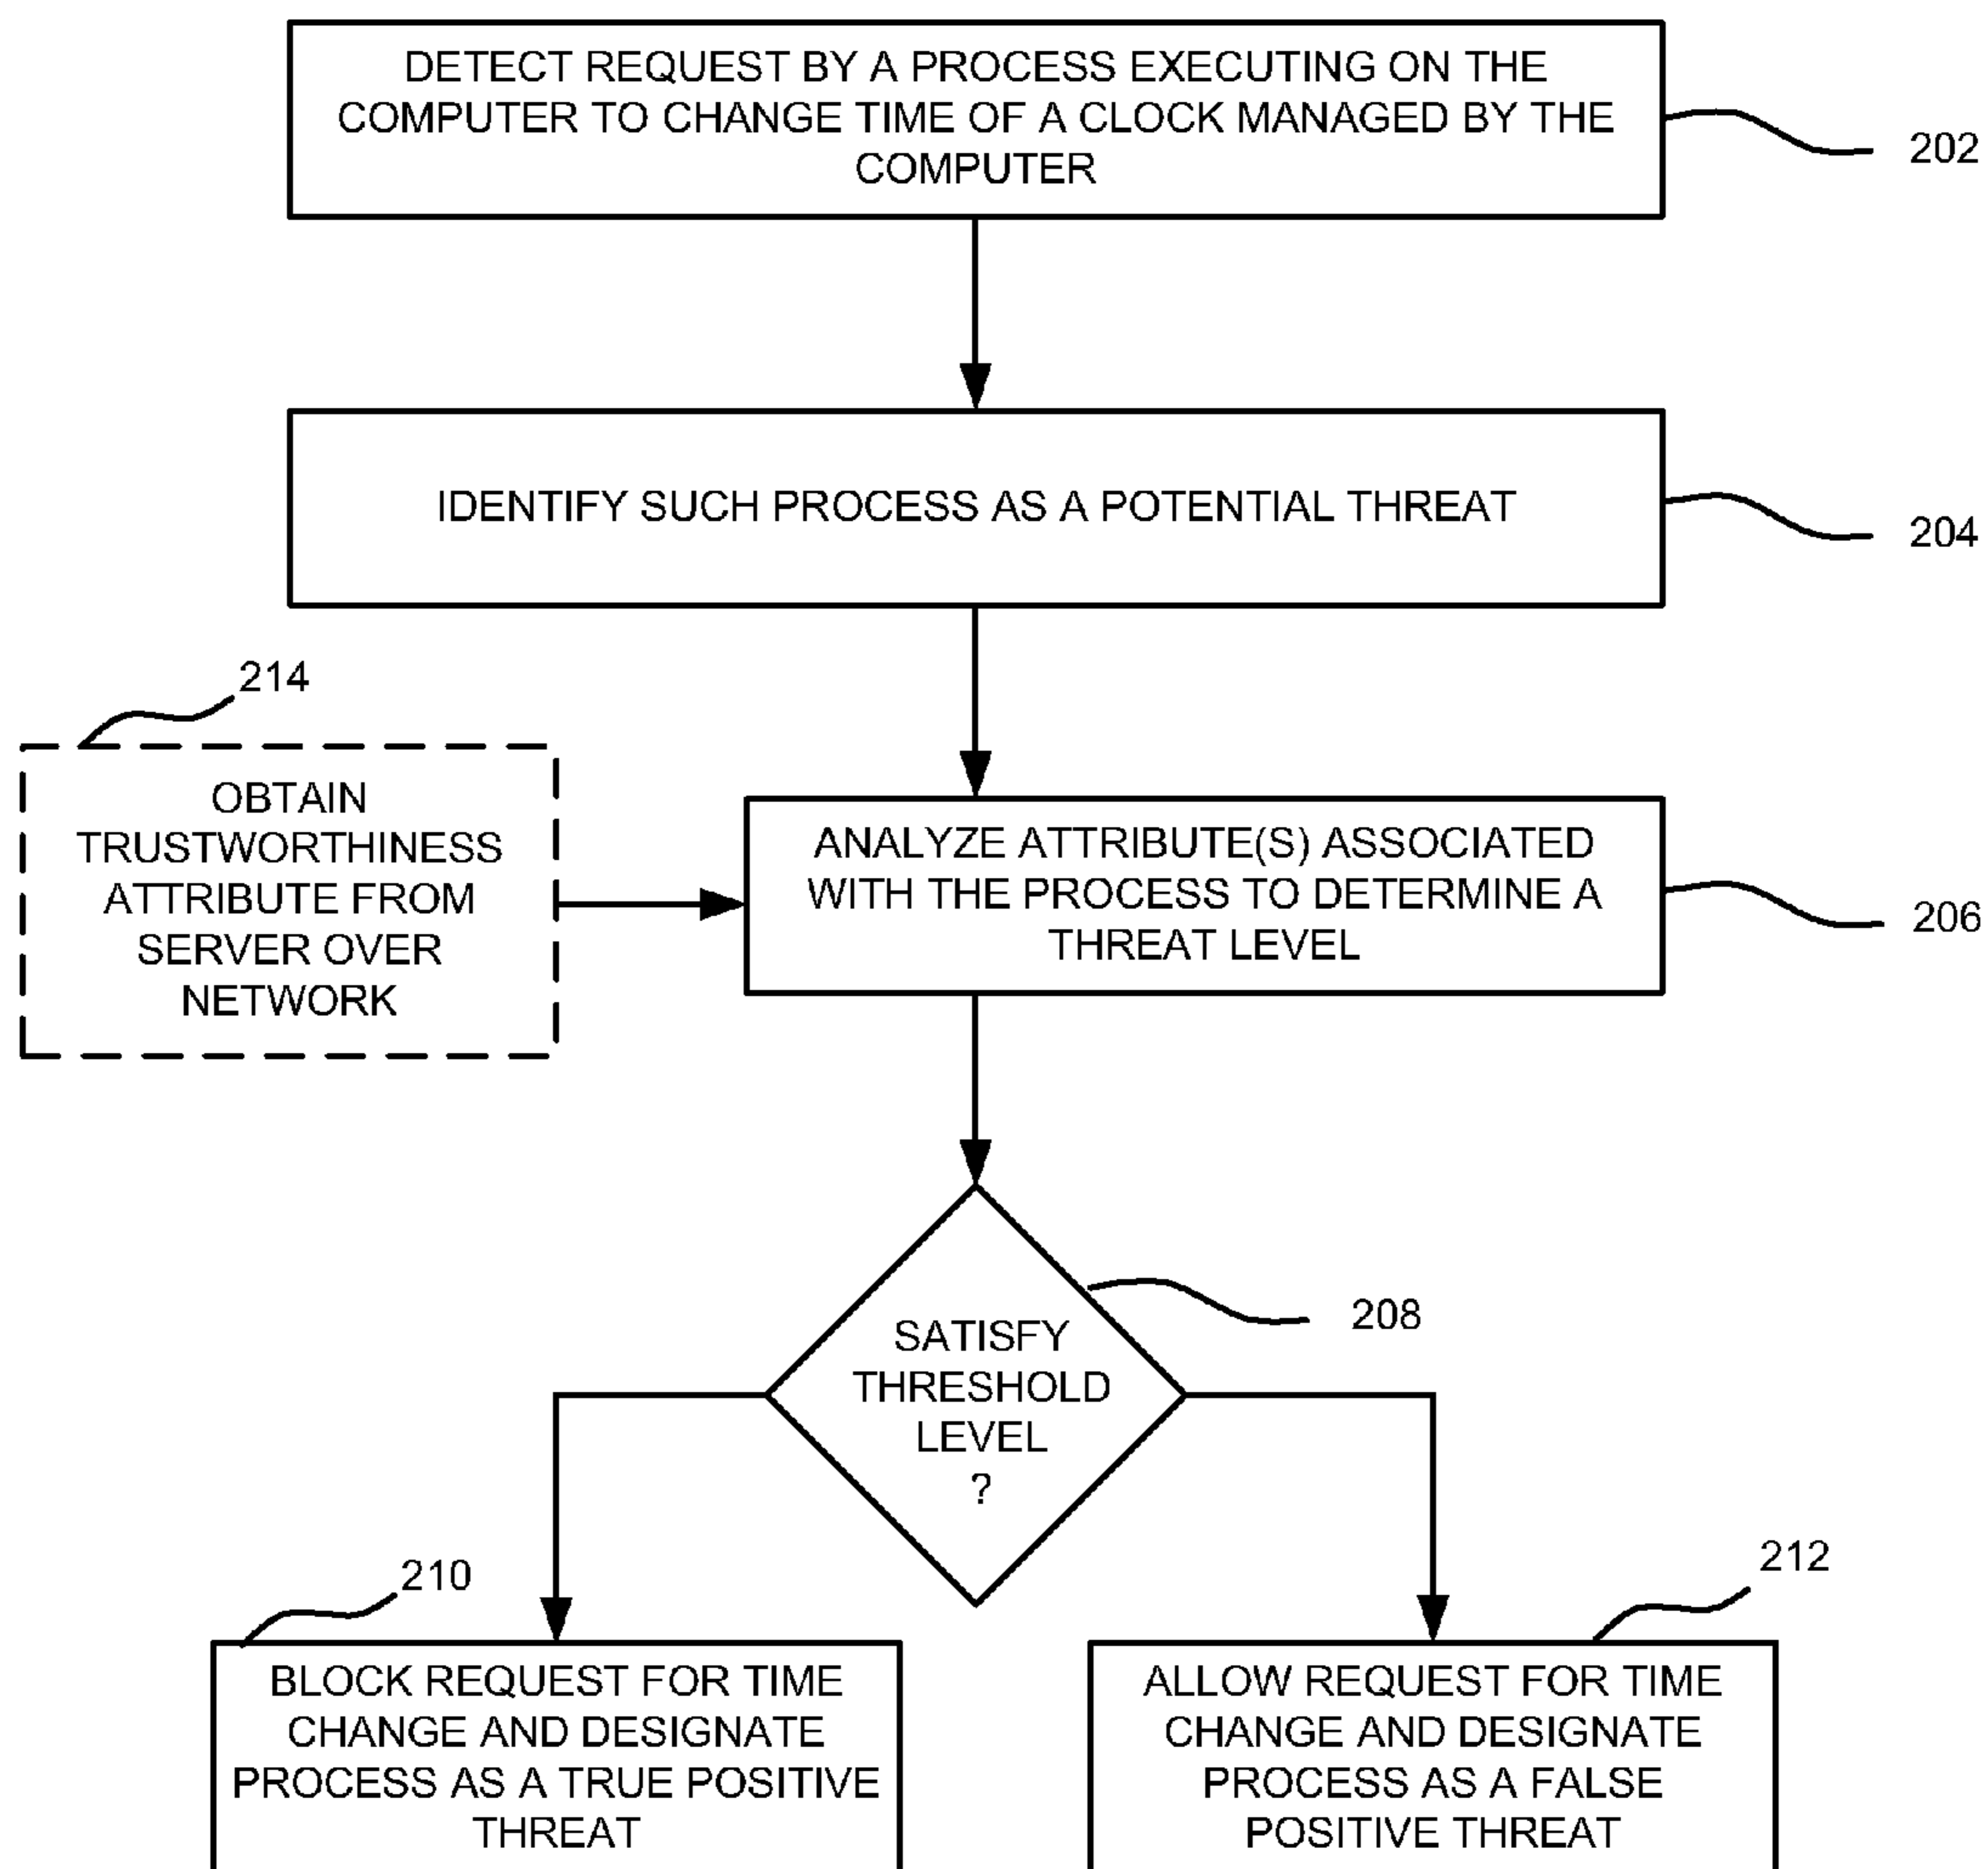 DETECT REQUEST BY A PROCESS EXECUTING ON THE
COMPUTER TO CHANGE TIME OF A CLOCK MANAGED BY THE
COMPUTER
202
IDENTIFY SUCH PROCESS AS A POTENTIAL THREAT
204
214
OBTAIN
TRUSTWORTHINESS
ATTRIBUTE FROM
SERVER OVER
NETWORK
ANALYZE ATTRIBUTE(S) ASSOCIATED
WITH THE PROCESS TO DETERMINE A
THREAT LEVEL
206
SATISFY
THRESHOLD
LEVEL
?
208
210
BLOCK REQUEST FOR TIME
CHANGE AND DESIGNATE
PROCESS AS A TRUE POSITIVE
THREAT
212
ALLOW REQUEST FOR TIME
CHANGE AND DESIGNATE
PROCESS AS A FALSE
POSITIVE THREAT